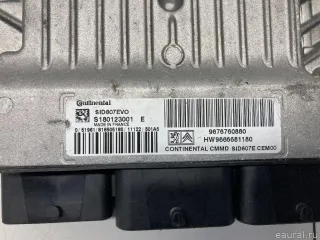 Continental
SID807EVO
S180123001 E
MADE IN FRANCE
9676760880
HW9666681180
CONTINENTAL CMMD SID807E CEM00
eaural.ru